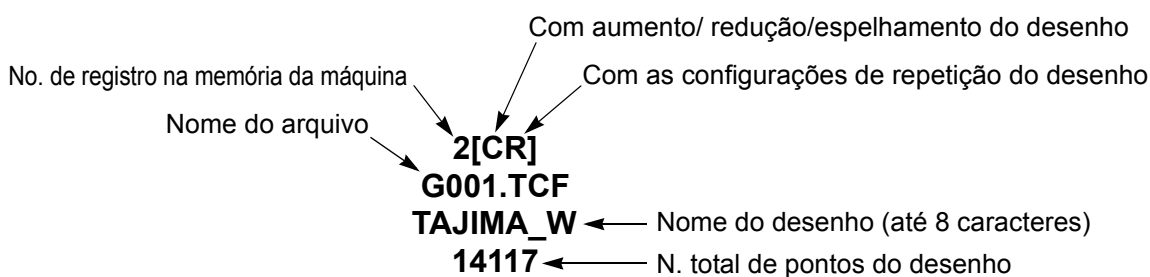 Com aumento/ redução/espelhamento do desenho
No. de registro na memória da máquina
Com as configurações de repetição do desenho
Nome do arquivo
2[CR]
G001.TCF
TAJIMA_W
Nome do desenho (até 8 caracteres)
14117
N. total de pontos do desenho